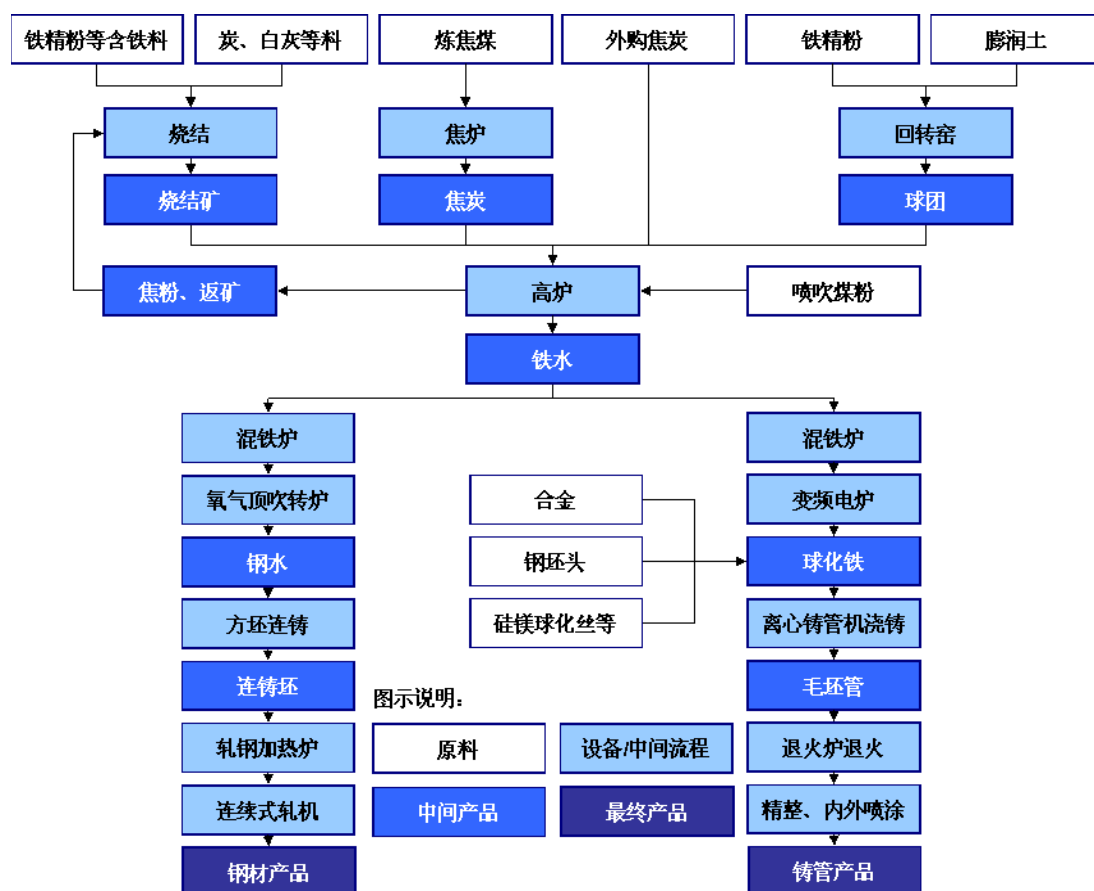 铁精粉等含铁料
炭、白灰等料
炼焦煤
外购焦炭
铁精粉
膨润土
烧结
焦炉
回转窑
烧结矿
焦炭
球团
焦粉、返矿
高炉
喷吹煤粉
铁水
混铁炉
混铁炉
氧气顶吹转炉
合金
变频电炉
钢水
钢坯头
球化铁
方坯连铸
硅镁球化丝等
离心铸管机浇铸
连铸坯
图示说明：
毛坯管
轧钢加热炉
原料
设备/中间流程
退火炉退火
连续式轧机
中间产品
最终产品
精整、内外喷涂
钢材产品
铸管产品